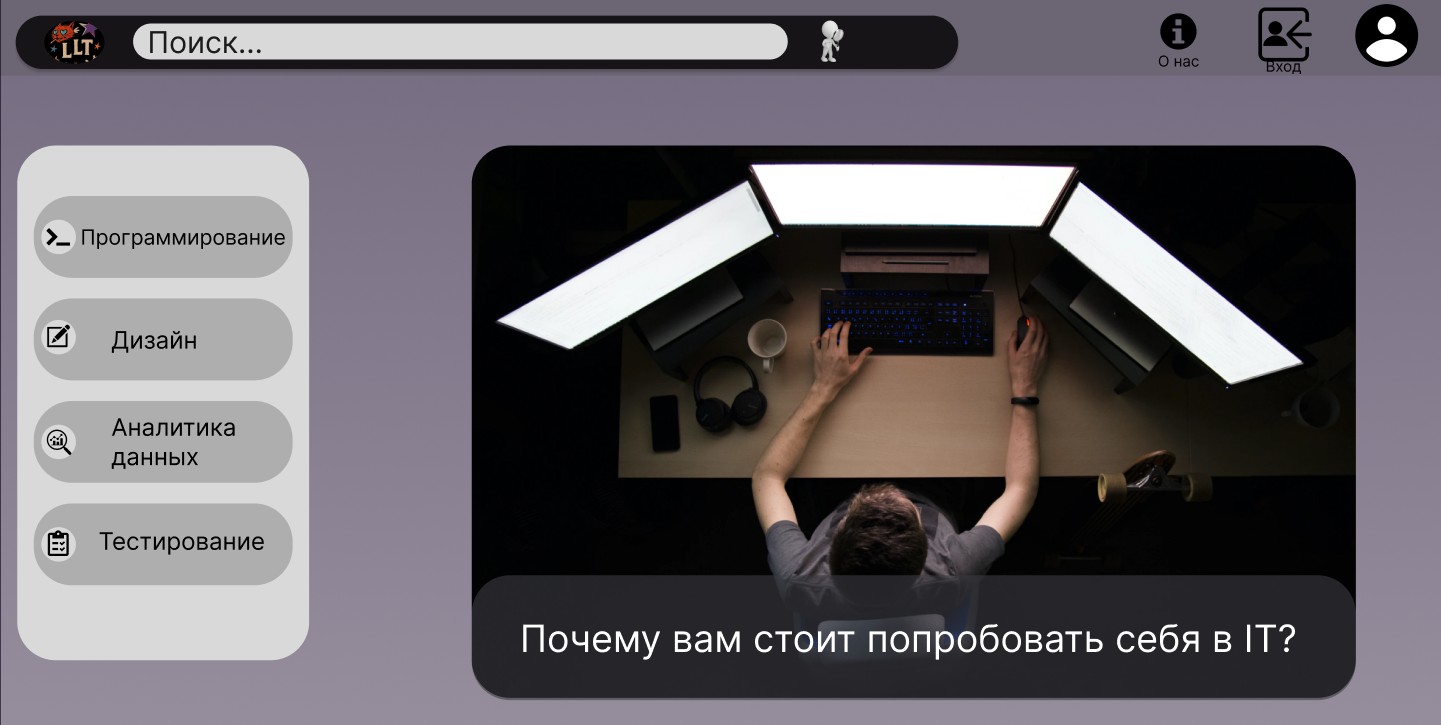 LLT
Поиск...
О нас
Вход
Программирование
Дизайн
Аналитика
данных
Тестирование
Почему вам стоит попробовать себя в IT?